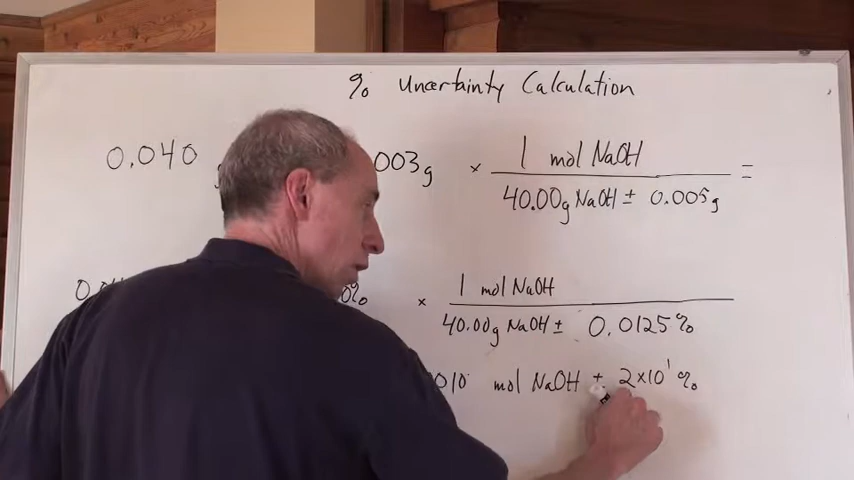 % Uncertainty Calculation
0.040 003g × 1 mol NaOH =
40.00g NaOH ± 0.005g
% × 1 mol NaOH
40.00g NaOH ± 0.0125%
010 mol NaOH ± 2×10¹ %